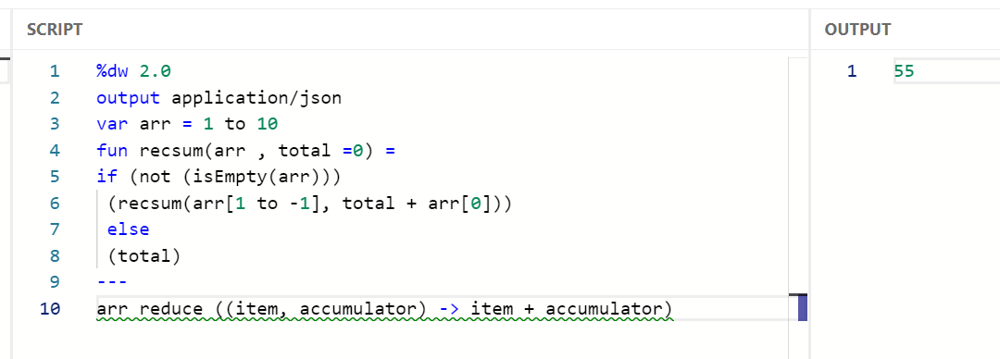 SCRIPT
OUTPUT
1 %dw 2.0
2 output application/json
3 var arr = 1 to 10
4 fun recsum(arr , total =0) =
5 if (not (isEmpty(arr)))
6 (recsum(arr[1 to -1], total + arr[0]))
7 else
8 (total)
9 ---
10 arr reduce ((item, accumulator) -> item + accumulator)
1 55